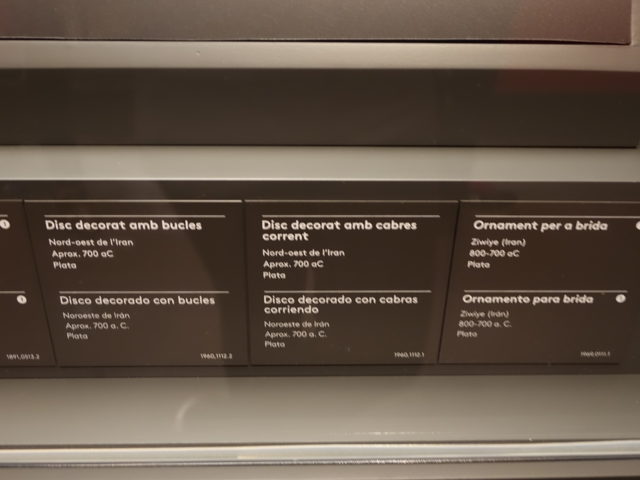 1891,0513.2
Disc decorat amb bucles
Nord-oest de l'Iran
Aprox. 700 aC
Plata
Disco decorado con bucles
Noroeste de Irán
Aprox. 700 a. C.
Plata
1960,1112.2
Disc decorat amb cabres
corrent
Nord-oest de l'Iran
Aprox. 700 aC
Plata
Disco decorado con cabras
corriendo
Noroeste de Irán
Aprox. 700 a. C.
Plata
1960,1112.1
Ornament per a brida
Ziwiye (Iran)
800-700 aC
Plata
Ornamento para brida
Ziwiye (Irán)
800-700 a. C.
Plata